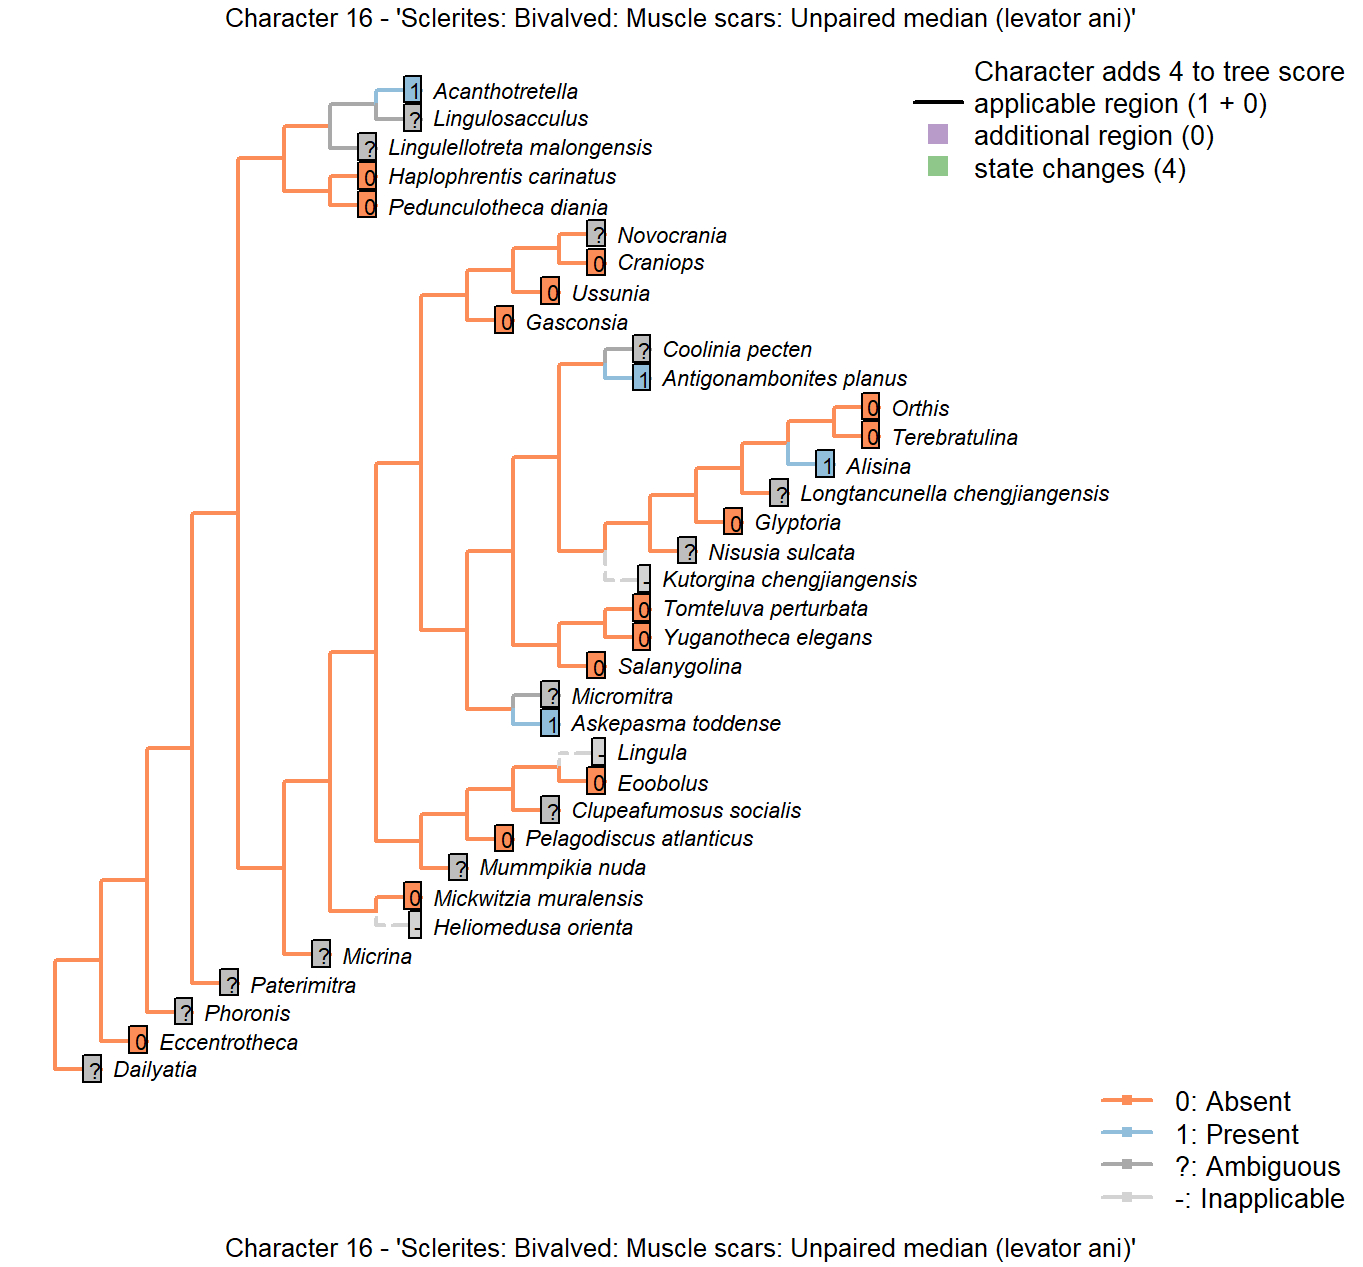 Character 16 - 'Sclerites: Bivalved: Muscle scars: Unpaired median (levator ani)'
Character adds 4 to tree score
applicable region (1 + 0)
additional region (0)
state changes (4)
1 Acanthotretella
? Lingulosacculus
? Lingulellotreta malongensis
0 Haplophrentis carinatus
0 Pedunculotheca diania
? Novocrania
0 Craniops
0 Ussunia
0 Gasconsia
? Coolinia pecten
1 Antigonambonites planus
0 Orthis
0 Terebratulina
1 Alisina
? Longtancunella chengjiangensis
0 Glyptoria
? Nisusia sulcata
- Kutorgina chengjiangensis
0 Tomteluva perturbata
0 Yuganotheca elegans
0 Salanygolina
? Micromitra
1 Askepasma toddense
- Lingula
0 Eoobolus
? Clupeafumosus socialis
0 Pelagodiscus atlanticus
? Mummpikia nuda
0 Mickwitzia muralensis
- Heliomedusa orienta
? Micrina
? Paterimitra
? Phoronis
0 Eccentrotheca
? Dailyatia
0: Absent
1: Present
?: Ambiguous
-: Inapplicable
Character 16 - 'Sclerites: Bivalved: Muscle scars: Unpaired median (levator ani)'